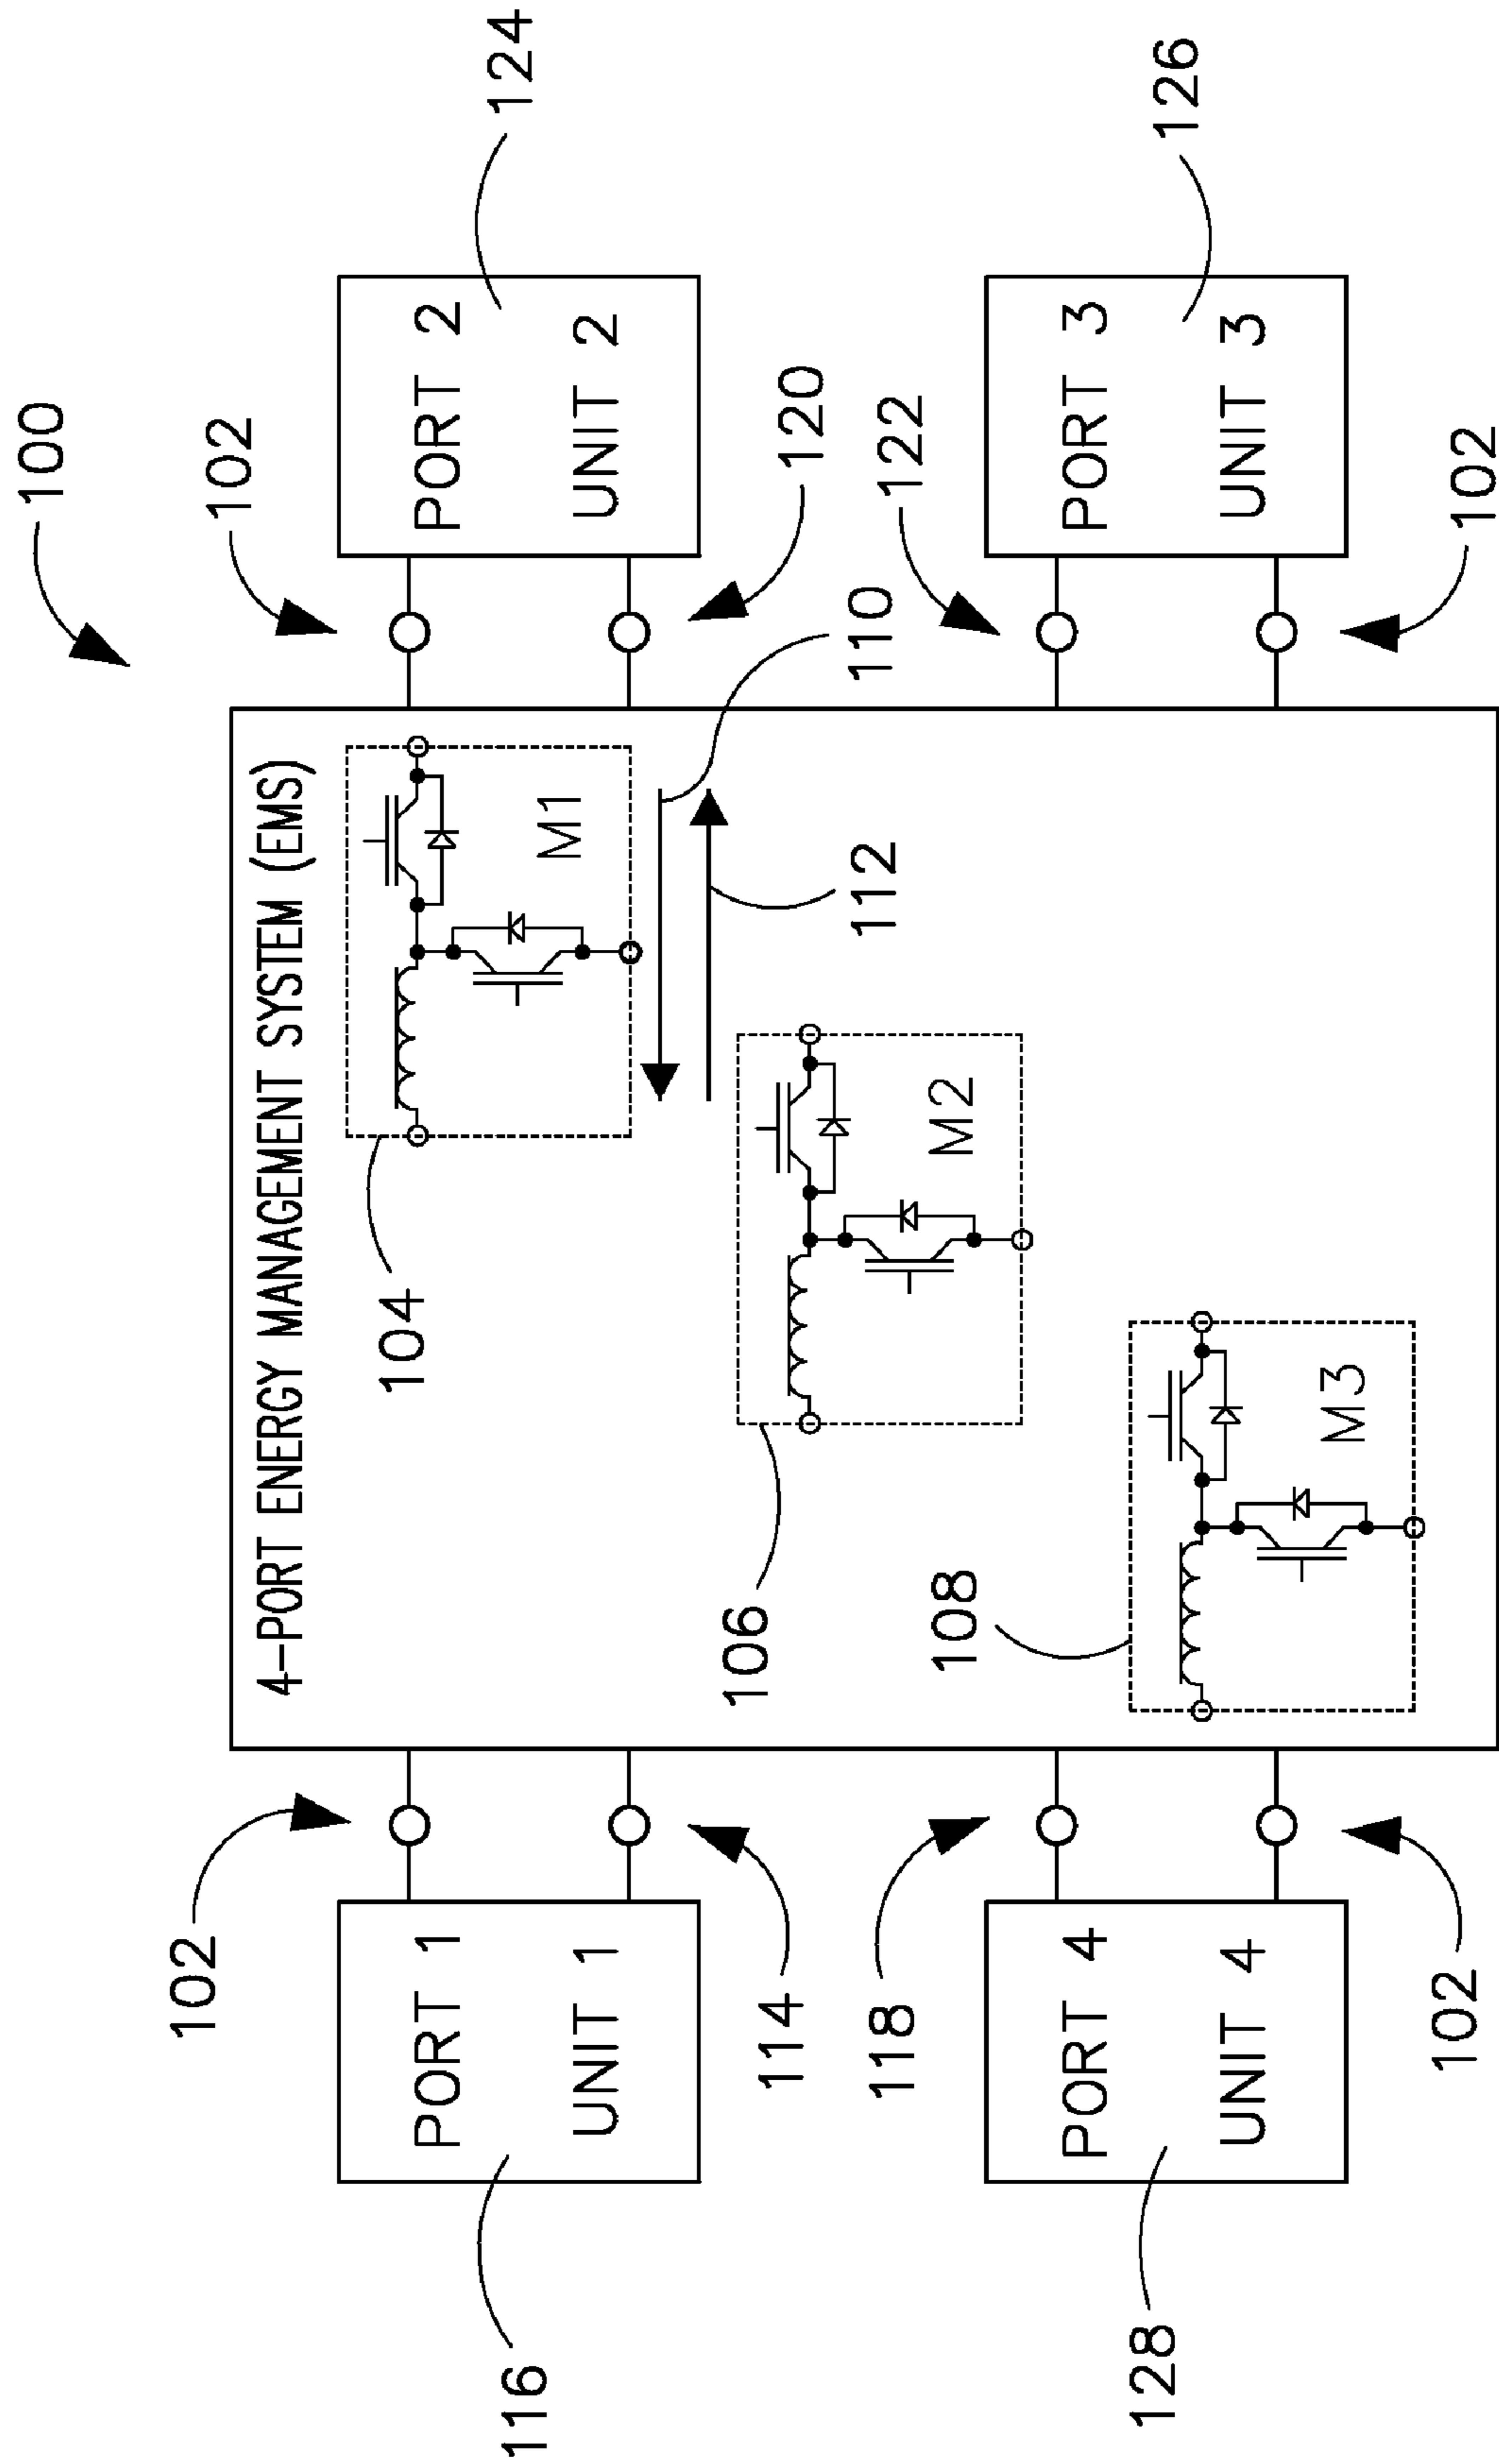 100
102
102
124
4-PORT ENERGY MANAGEMENT SYSTEM (EMS)
116
PORT 1
UNIT 1
104
M1
PORT 2
UNIT 2
114
120
110
112
106
M2
118
122
126
128
PORT 4
UNIT 4
108
M3
PORT 3
UNIT 3
102
102